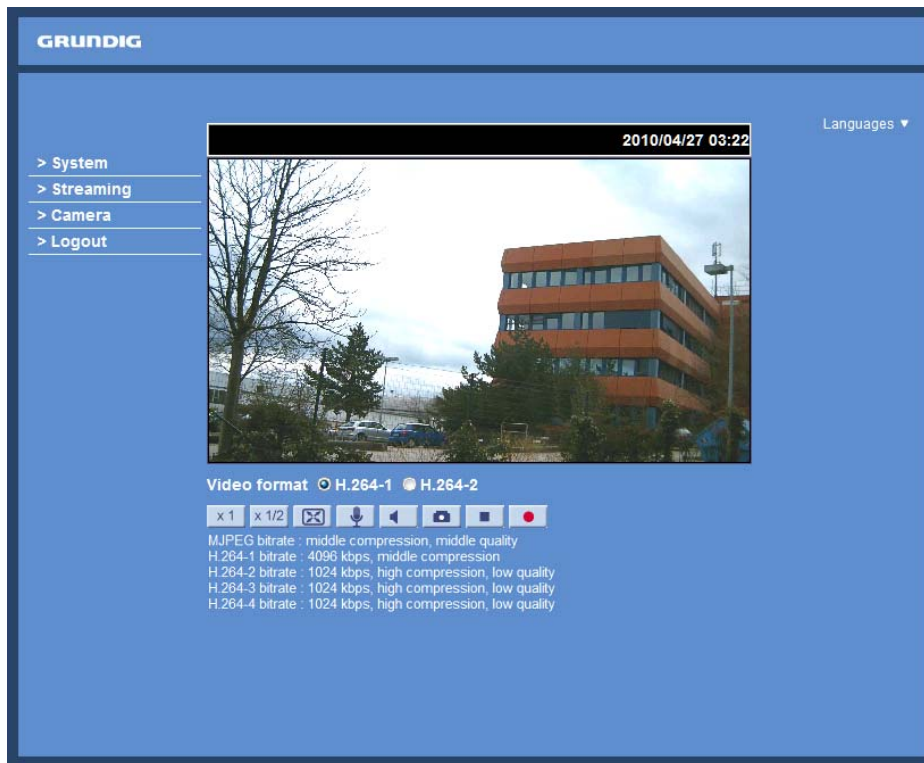 GRUNDIG
Languages ▼
2010/04/27 03:22
> System
> Streaming
> Camera
> Logout
Video format H.264-1 H.264-2
x 1 x 1/2
MJPEG bitrate : middle compression, middle quality
H.264-1 bitrate : 4096 kbps, middle compression
H.264-2 bitrate : 1024 kbps, high compression, low quality
H.264-3 bitrate : 1024 kbps, high compression, low quality
H.264-4 bitrate : 1024 kbps, high compression, low quality